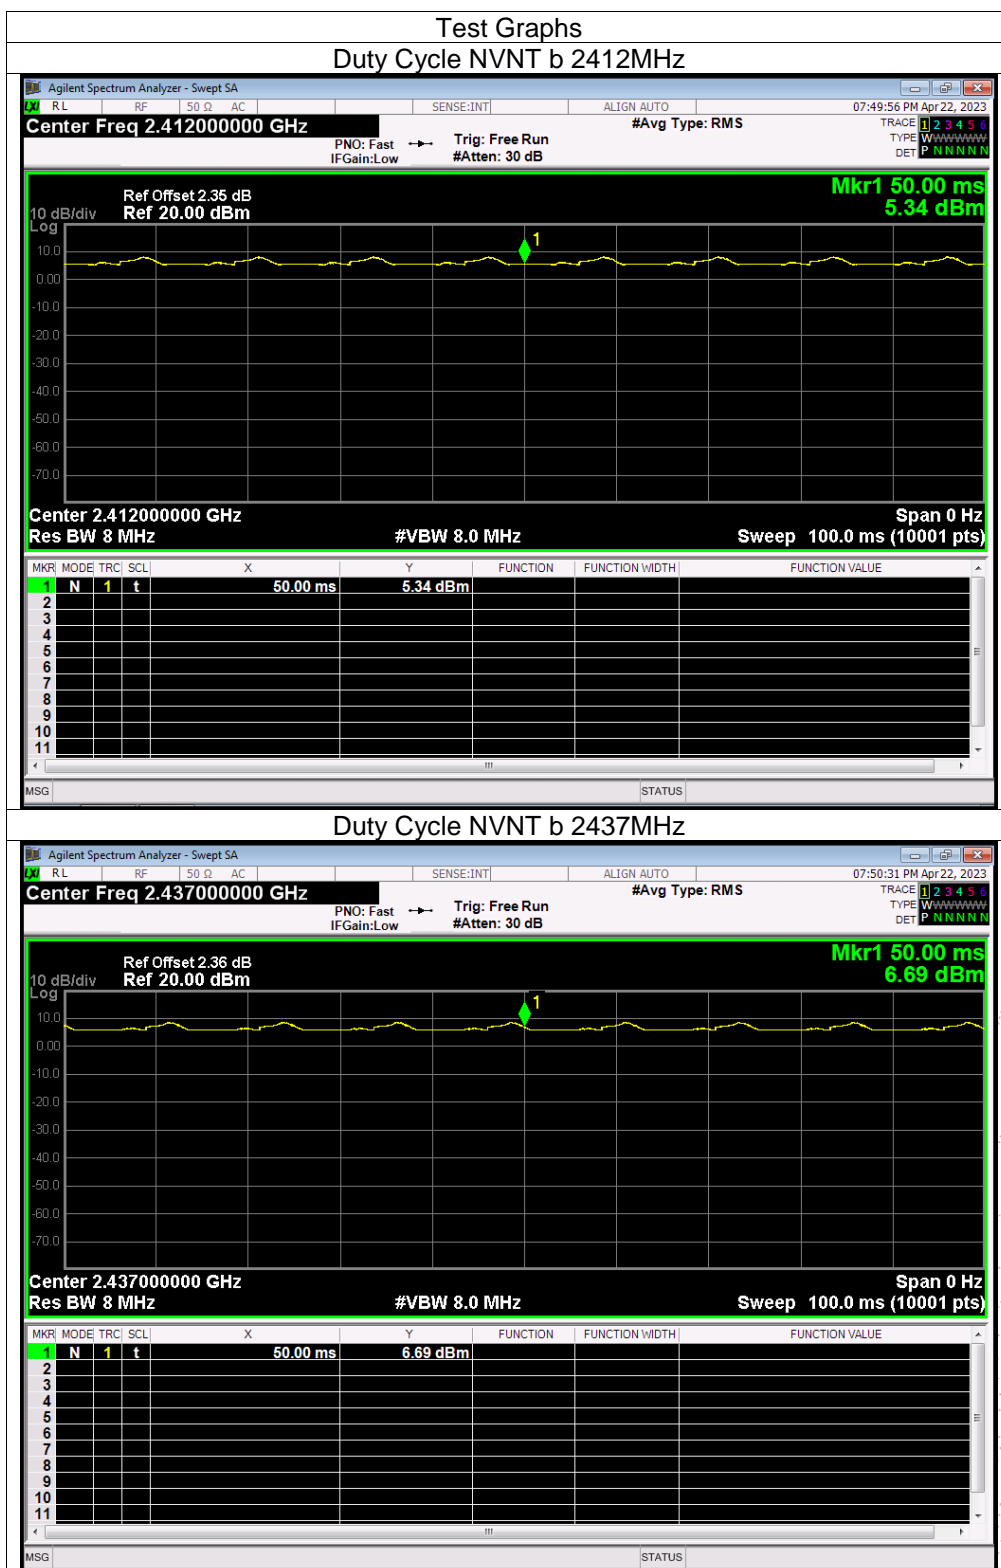 Test Graphs
Duty Cycle NVNT b 2412MHz
Agilent Spectrum Analyzer - Swept SA
LXI RL RF 50 Ω AC SENSE:INT ALIGN AUTO 07:49:56 PM Apr 22, 2023
Center Freq 2.412000000 GHz #Avg Type: RMS TRACE 1 2 3 4 5 6
PNO: Fast Trig: Free Run TYPE WWWWWW
IFGain:Low #Atten: 30 dB DET P N N N N N
Mkr1 50.00 ms
5.34 dBm
Ref Offset 2.35 dB
10 dB/div Ref 20.00 dBm
Log
10.0
0.00
-10.0
-20.0
-30.0
-40.0
-50.0
-60.0
-70.0
1
Center 2.412000000 GHz Span 0 Hz
Res BW 8 MHz #VBW 8.0 MHz Sweep 100.0 ms (10001 pts)
MKR MODE TRC SCL X Y FUNCTION FUNCTION WIDTH FUNCTION VALUE
1 N 1 t 50.00 ms 5.34 dBm
2
3
4
5
6
7
8
9
10
11
MSG STATUS
Duty Cycle NVNT b 2437MHz
Agilent Spectrum Analyzer - Swept SA
LXI RL RF 50 Ω AC SENSE:INT ALIGN AUTO 07:50:31 PM Apr 22, 2023
Center Freq 2.437000000 GHz #Avg Type: RMS TRACE 1 2 3 4 5 6
PNO: Fast Trig: Free Run TYPE WWWWWW
IFGain:Low #Atten: 30 dB DET P N N N N N
Mkr1 50.00 ms
6.69 dBm
Ref Offset 2.36 dB
10 dB/div Ref 20.00 dBm
Log
10.0
0.00
-10.0
-20.0
-30.0
-40.0
-50.0
-60.0
-70.0
1
Center 2.437000000 GHz Span 0 Hz
Res BW 8 MHz #VBW 8.0 MHz Sweep 100.0 ms (10001 pts)
MKR MODE TRC SCL X Y FUNCTION FUNCTION WIDTH FUNCTION VALUE
1 N 1 t 50.00 ms 6.69 dBm
2
3
4
5
6
7
8
9
10
11
MSG STATUS